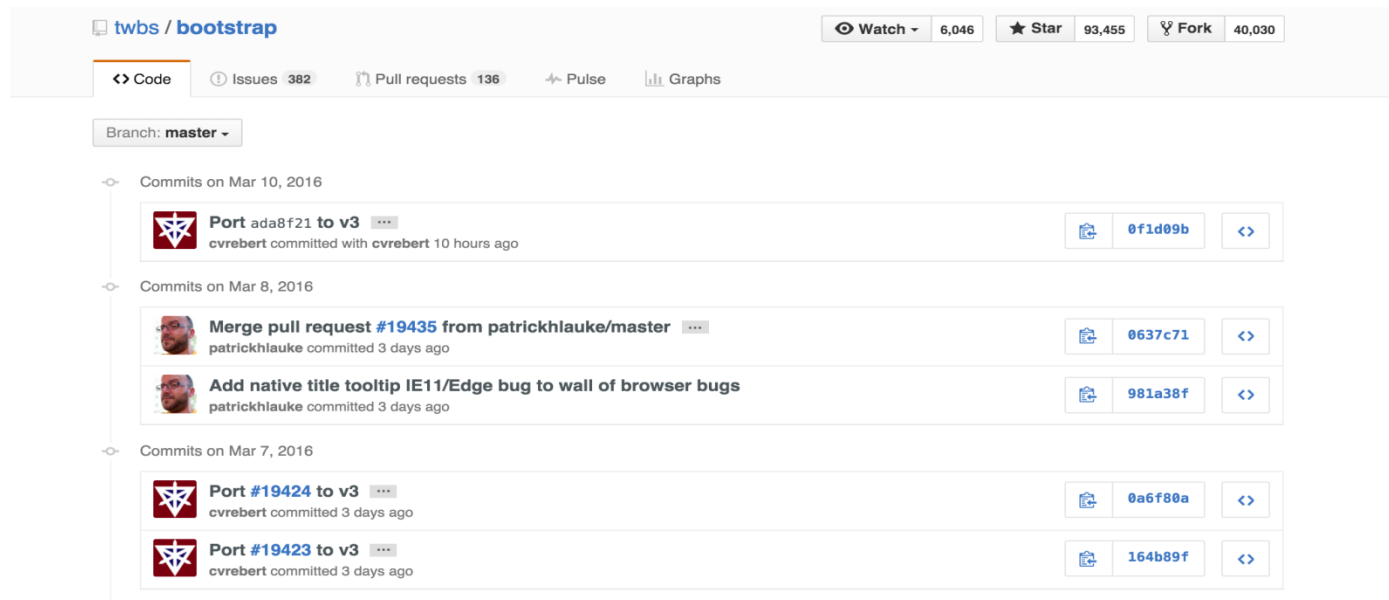 twbs / bootstrap
Watch 6,046 Star 93,455 Fork 40,030
Code Issues 382 Pull requests 136 Pulse Graphs
Branch: master
Commits on Mar 10, 2016
Port ada8f21 to v3 ...
cvrebert committed with cvrebert 10 hours ago
0f1d09b
Commits on Mar 8, 2016
Merge pull request #19435 from patrickhlauke/master ...
patrickhlauke committed 3 days ago
0637c71
Add native title tooltip IE11/Edge bug to wall of browser bugs
patrickhlauke committed 3 days ago
981a38f
Commits on Mar 7, 2016
Port #19424 to v3 ...
cvrebert committed 3 days ago
0a6f80a
Port #19423 to v3 ...
cvrebert committed 3 days ago
164b89f